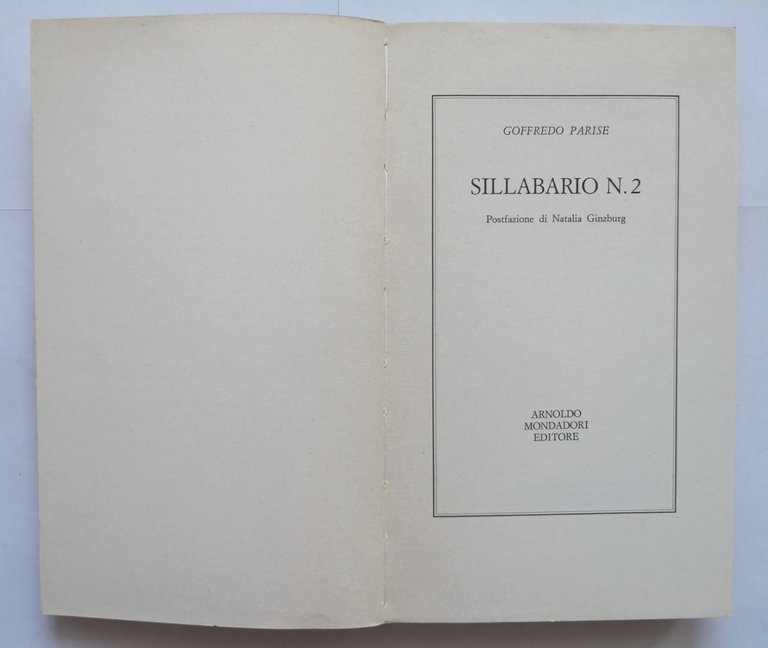 GOFFREDO PARISE
SILLABARIO N. 2
Postfazione di Natalia Ginzburg
ARNOLDO
MONDADORI
EDITORE